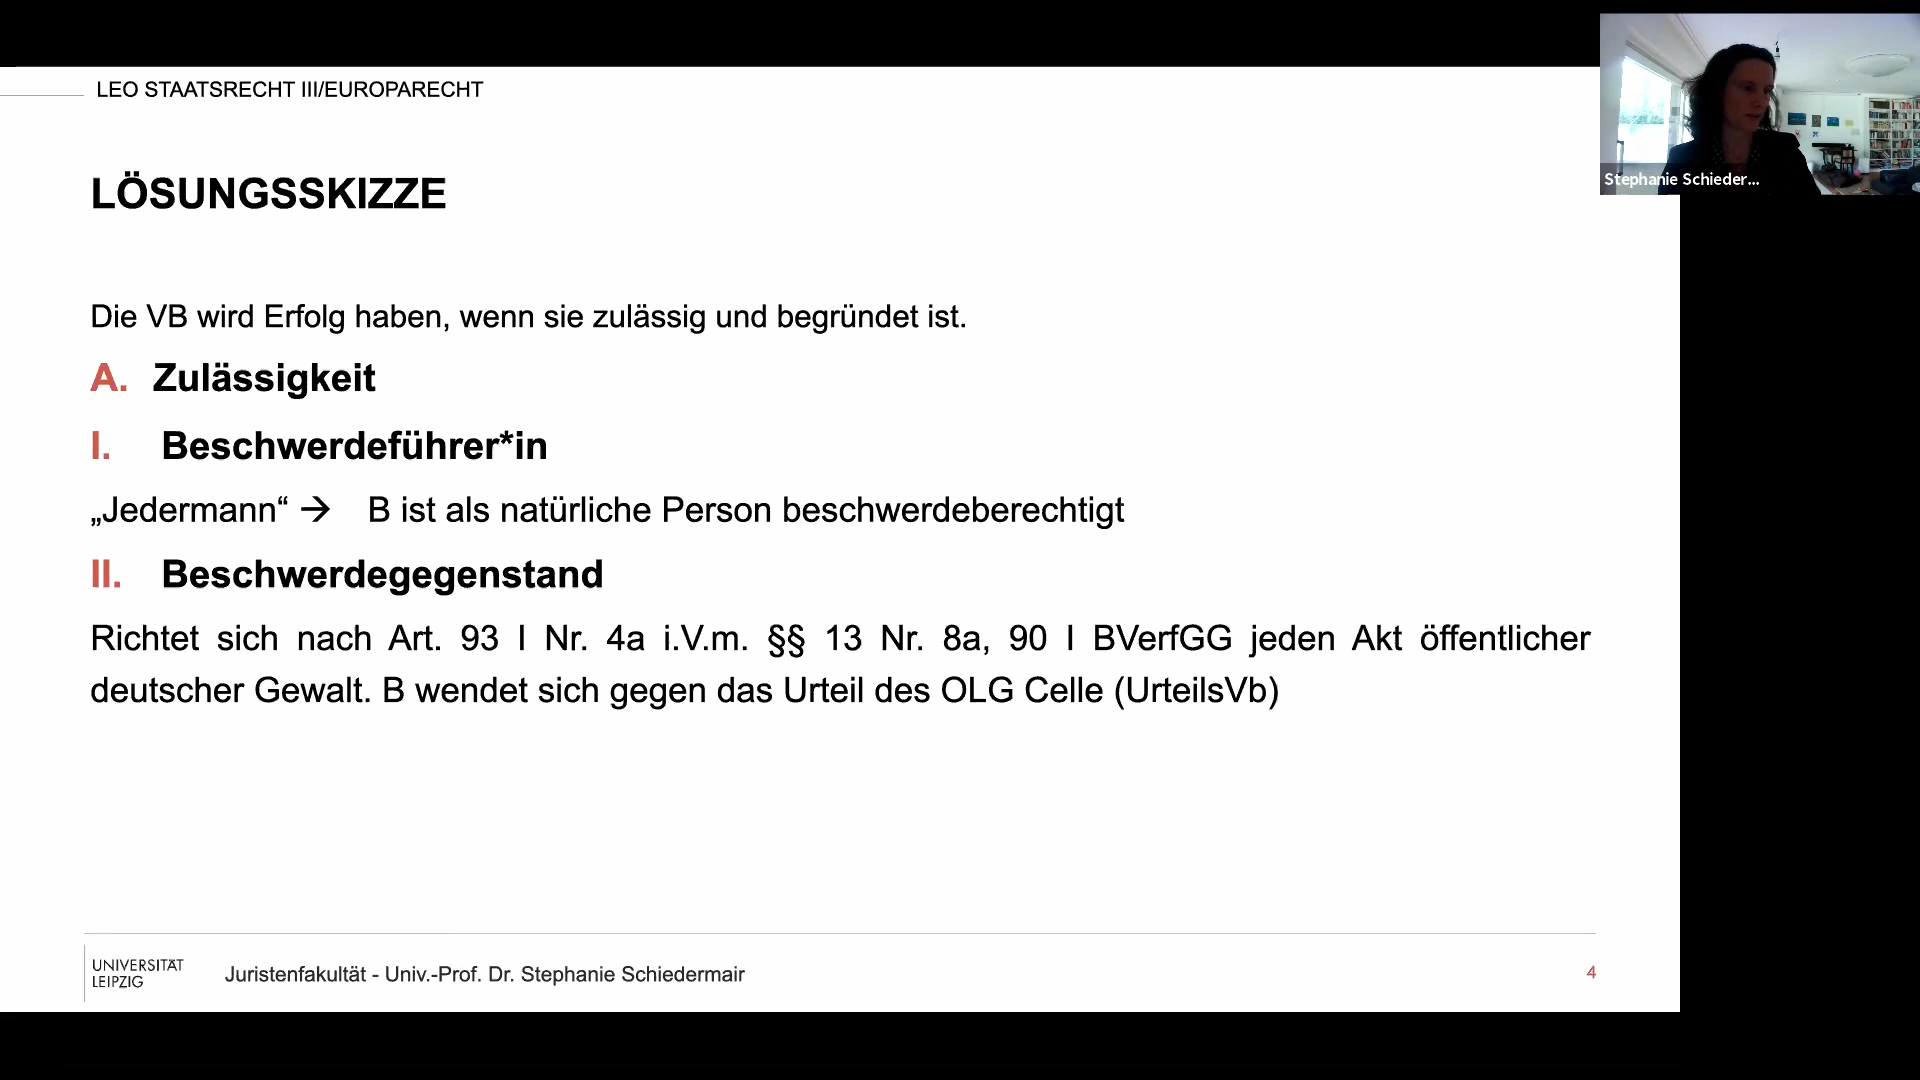 LEO STAATSRECHT III/EUROPARECHT
LÖSUNGSSKIZZE
Die VB wird Erfolg haben, wenn sie zulässig und begründet ist.
A. Zulässigkeit
I. Beschwerdeführer*in
„Jedermann“ → B ist als natürliche Person beschwerdeberechtigt
II. Beschwerdegegenstand
Richtet sich nach Art. 93 I Nr. 4a i.V.m. §§ 13 Nr. 8a, 90 I BVerfGG jeden Akt öffentlicher
deutscher Gewalt. B wendet sich gegen das Urteil des OLG Celle (UrteilsVb)
UNIVERSITÄT
LEIPZIG
Juristenfakultät - Univ.-Prof. Dr. Stephanie Schiedermair
4
Stephanie Schieder...